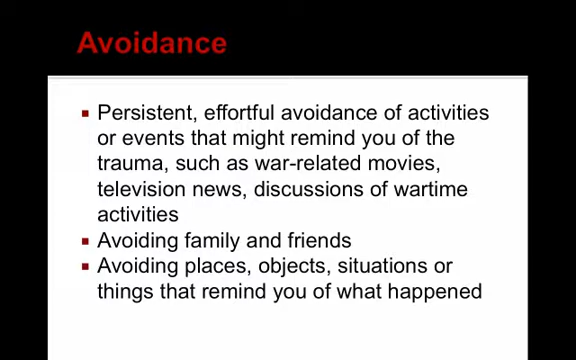 Avoidance
Persistent, effortful avoidance of activities
or events that might remind you of the
trauma, such as war-related movies,
television news, discussions of wartime
activities
Avoiding family and friends
Avoiding places, objects, situations or
things that remind you of what happened